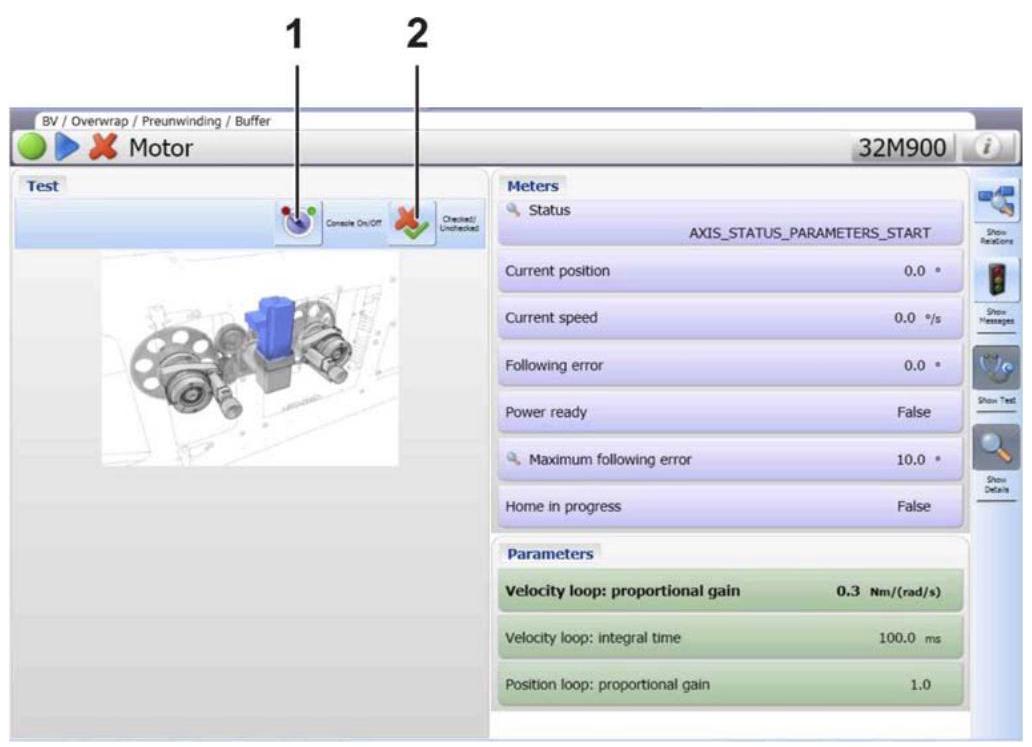 1 2
BV / Overwrap / Preunwinding / Buffer
Motor
32M900
i
Test
Console On/Off
Checked/
Unchecked
Meters
Status
AXIS_STATUS_PARAMETERS_START
Current position 0.0 °
Current speed 0.0 °/s
Following error 0.0 °
Power ready False
Maximum following error 10.0 °
Home in progress False
Parameters
Velocity loop: proportional gain 0.3 Nm/(rad/s)
Velocity loop: integral time 100.0 ms
Position loop: proportional gain 1.0
Show
Relations
Show
Messages
Show Test
Show
Details